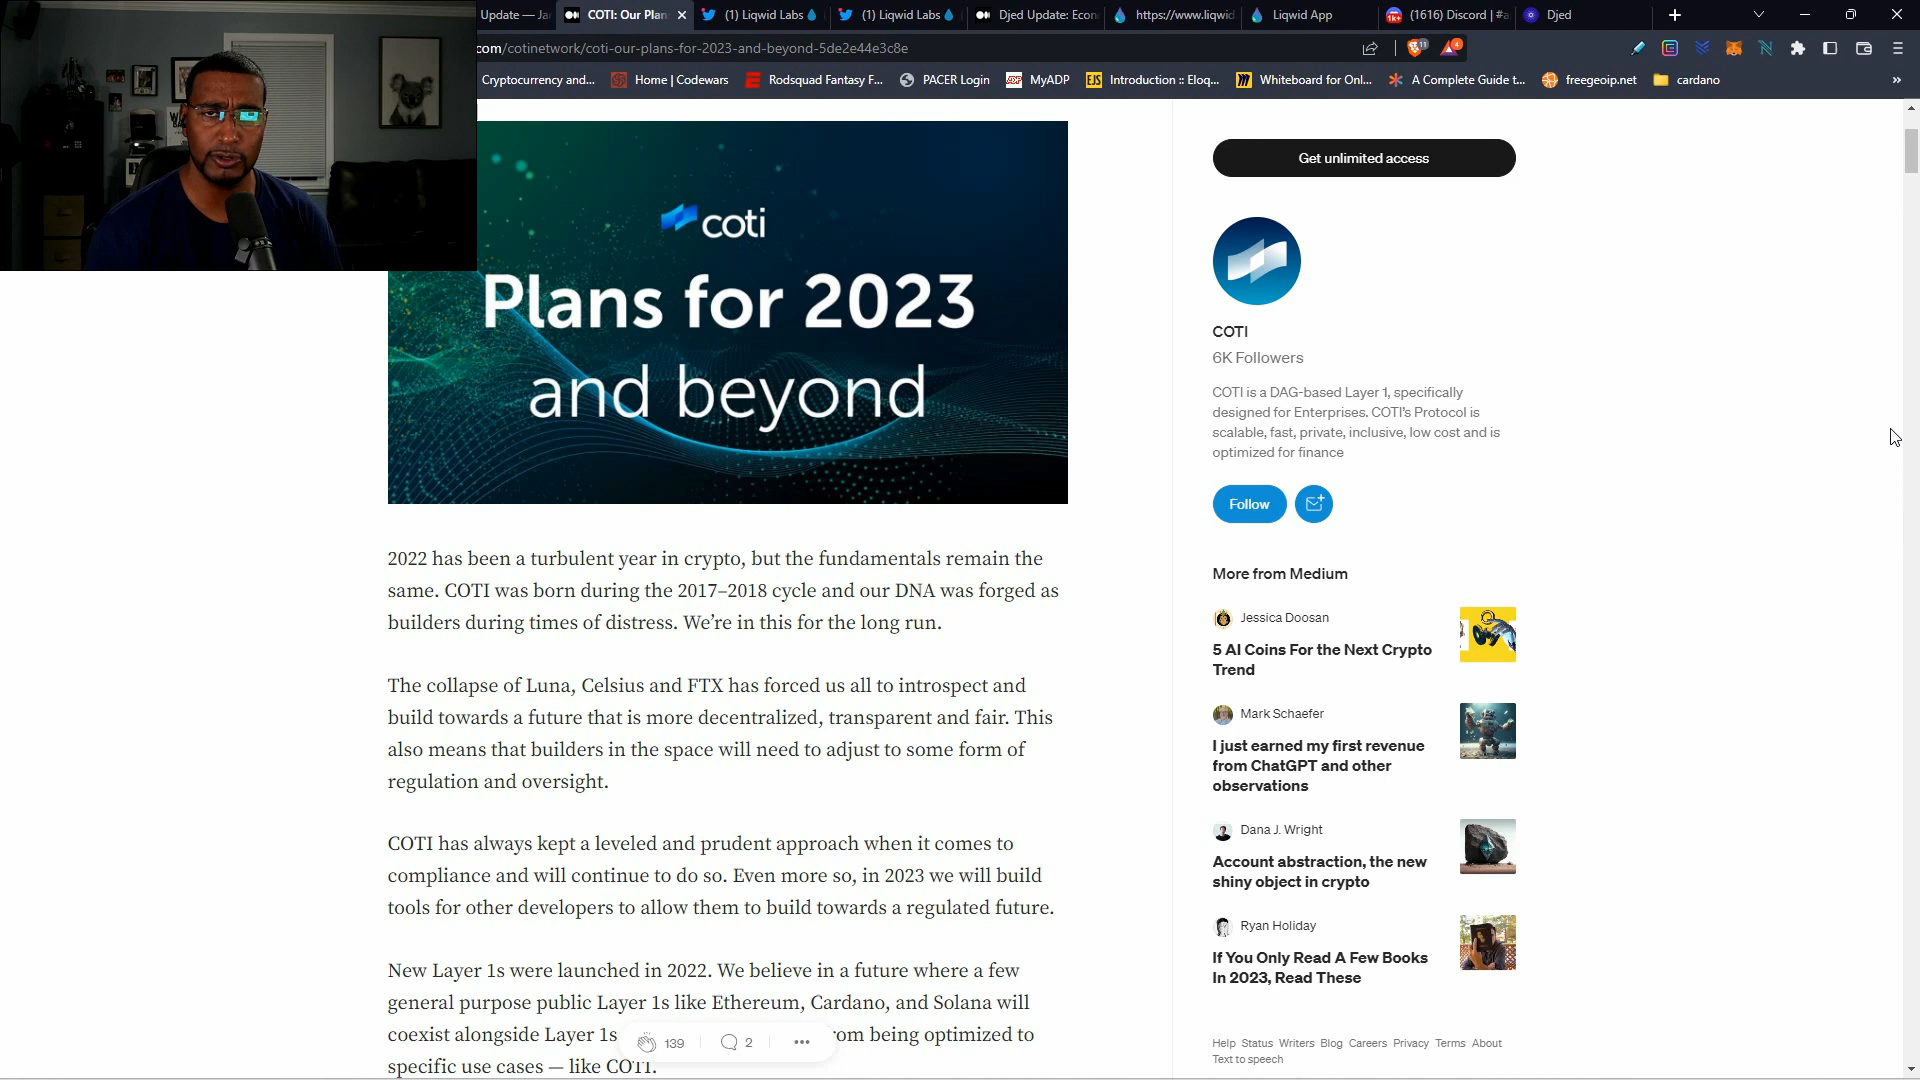 Update — Ja
COTI: Our Plan
(1) Liqwid Labs
(1) Liqwid Labs
Djed Update: Econ
https://www.liqwid
Liqwid App
(1616) Discord | #a
Djed
com/cotinetwork/coti-our-plans-for-2023-and-beyond-5de2e44e3c8e
11
4
Cryptocurrency and...
Home | Codewars
Rodsquad Fantasy F...
PACER Login
MyADP
Introduction :: Eloq...
Whiteboard for Onl...
A Complete Guide t...
freegeoip.net
cardano
coti
Plans for 2023
and beyond
2022 has been a turbulent year in crypto, but the fundamentals remain the
same. COTI was born during the 2017–2018 cycle and our DNA was forged as
builders during times of distress. We’re in this for the long run.
The collapse of Luna, Celsius and FTX has forced us all to introspect and
build towards a future that is more decentralized, transparent and fair. This
also means that builders in the space will need to adjust to some form of
regulation and oversight.
COTI has always kept a leveled and prudent approach when it comes to
compliance and will continue to do so. Even more so, in 2023 we will build
tools for other developers to allow them to build towards a regulated future.
New Layer 1s were launched in 2022. We believe in a future where a few
general purpose public Layer 1s like Ethereum, Cardano, and Solana will
coexist alongside Layer 1s om being optimized to
specific use cases — like COTI.
139
2
Get unlimited access
COTI
6K Followers
COTI is a DAG-based Layer 1, specifically
designed for Enterprises. COTI’s Protocol is
scalable, fast, private, inclusive, low cost and is
optimized for finance
Follow
More from Medium
Jessica Doosan
5 AI Coins For the Next Crypto
Trend
Mark Schaefer
I just earned my first revenue
from ChatGPT and other
observations
Dana J. Wright
Account abstraction, the new
shiny object in crypto
Ryan Holiday
If You Only Read A Few Books
In 2023, Read These
Help Status Writers Blog Careers Privacy Terms About
Text to speech